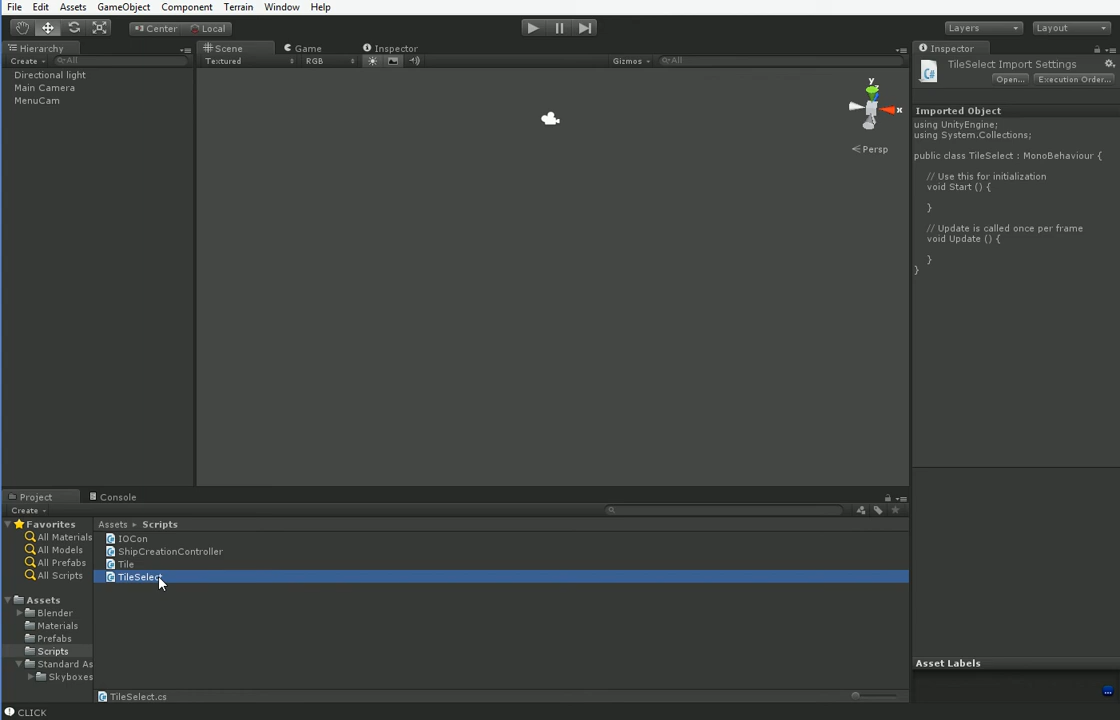 File Edit Assets GameObject Component Terrain Window Help
Center Local Layers Layout
Hierarchy
Create All
Directional light
Main Camera
MenuCam
Scene Game Inspector
Textured RGB Gizmos All
y
x
Persp
Inspector
TileSelect Import Settings
Open... Execution Order...
Imported Object
using UnityEngine;
using System.Collections;
public class TileSelect : MonoBehaviour {
// Use this for initialization
void Start () {
}
// Update is called once per frame
void Update () {
}
}
Project Console
Create
Favorites
All Materials
All Models
All Prefabs
All Scripts
Assets
Blender
Materials
Prefabs
Scripts
Standard As
Skyboxes
Assets Scripts
IOCon
ShipCreationController
Tile
TileSelect
TileSelect.cs
Asset Labels
CLICK